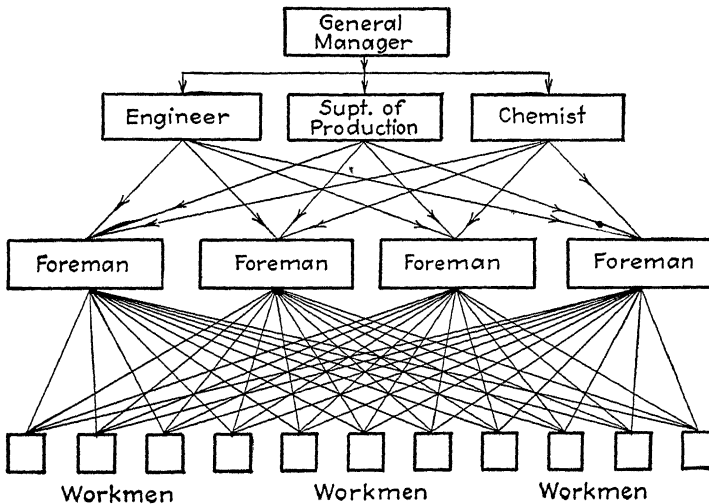 General
Manager
Engineer
Supt. of
Production
Chemist
Foreman
Foreman
Foreman
Foreman
Workmen
Workmen
Workmen